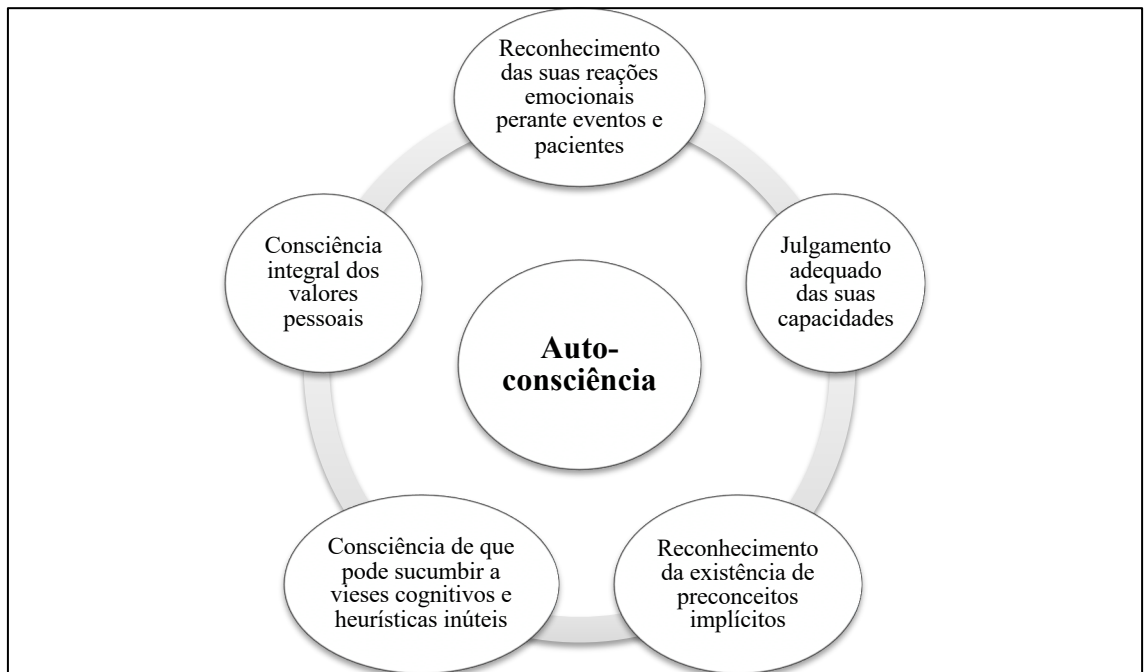 Reconhecimento
das suas reações
emocionais
perante eventos e
pacientes
Julgamento
adequado
das suas
capacidades
Reconhecimento
da existência de
preconceitos
implícitos
Consciência de que
pode sucumbir a
vieses cognitivos e
heurísticas inúteis
Consciência
integral dos
valores
pessoais
Auto-
consciência